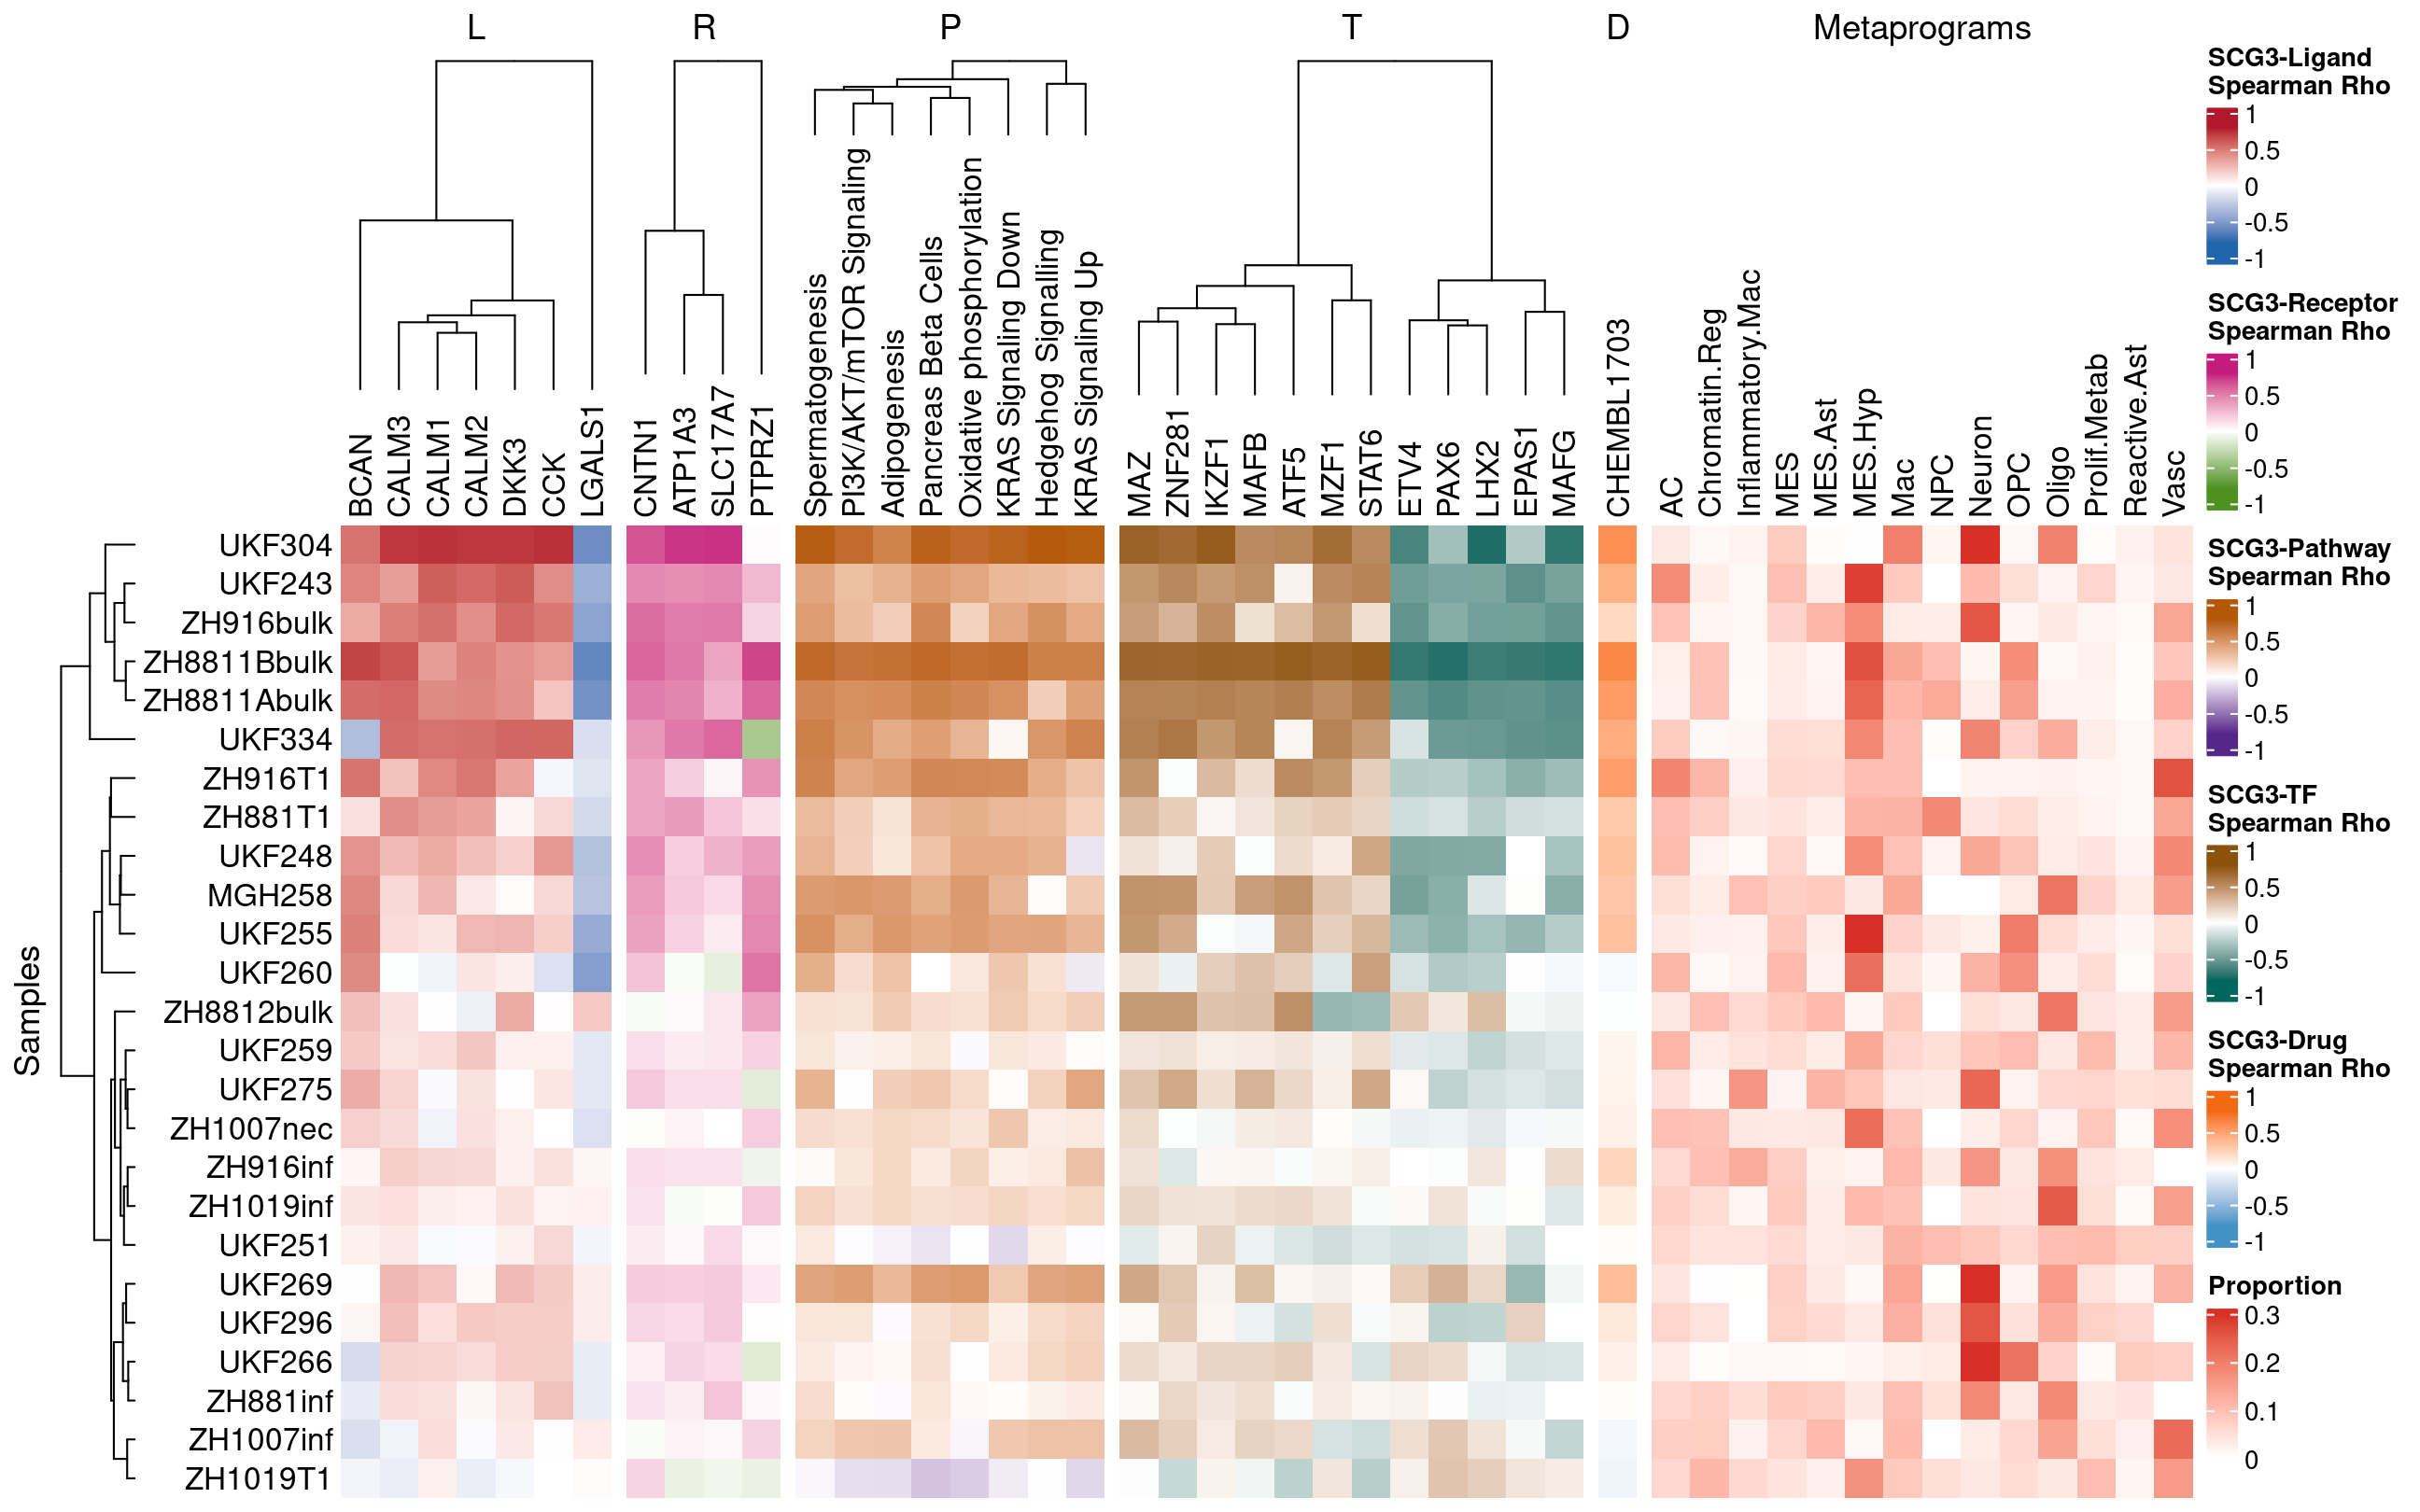 L
R
P
T
D
Metaprograms
BCAN
CALM3
CALM1
CALM2
DKK3
CCK
LGALS1
CNTN1
ATP1A3
SLC17A7
PTPRZ1
Spermatogenesis
PI3K/AKT/mTOR Signaling
Adipogenesis
Pancreas Beta Cells
Oxidative phosphorylation
KRAS Signaling Down
Hedgehog Signalling
KRAS Signaling Up
MAZ
ZNF281
IKZF1
MAFB
ATF5
MZF1
STAT6
ETV4
PAX6
LHX2
EPAS1
MAFG
CHEMBL1703
AC
Chromatin.Reg
Inflammatory.Mac
MES
MES.Ast
MES.Hyp
Mac
NPC
Neuron
OPC
Oligo
Prolif.Metab
Reactive.Ast
Vasc
Samples
UKF304
UKF243
ZH916bulk
ZH8811Bbulk
ZH8811Abulk
UKF334
ZH916T1
ZH881T1
UKF248
MGH258
UKF255
UKF260
ZH8812bulk
UKF259
UKF275
ZH1007nec
ZH916inf
ZH1019inf
UKF251
UKF269
UKF296
UKF266
ZH881inf
ZH1007inf
ZH1019T1
SCG3-Ligand
Spearman Rho
1
0.5
0
-0.5
-1
SCG3-Receptor
Spearman Rho
1
0.5
0
-0.5
-1
SCG3-Pathway
Spearman Rho
1
0.5
0
-0.5
-1
SCG3-TF
Spearman Rho
1
0.5
0
-0.5
-1
SCG3-Drug
Spearman Rho
1
0.5
0
-0.5
-1
Proportion
0.3
0.2
0.1
0